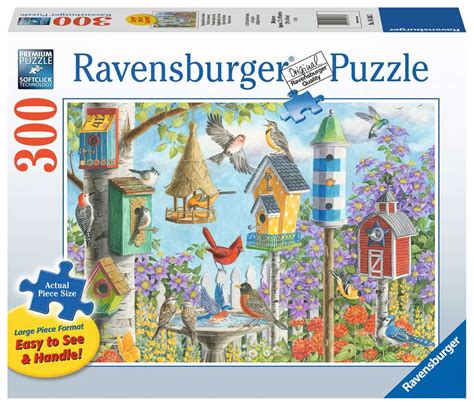 300
PREMIUM
PUZZLE
SOFTCLICK
TECHNOLOGY
Ravensburger Puzzle
Original
Ravensburger
Quality
300
Actual
Piece Size
Large Piece Format
Easy to See
& Handle!
Ravensburger